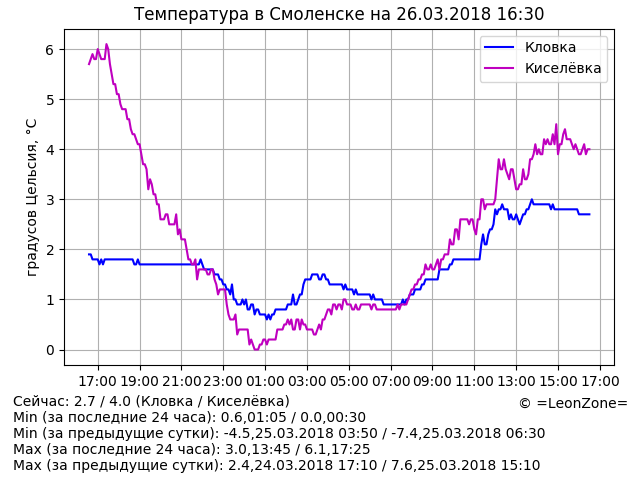 Температура в Смоленске на 26.03.2018 16:30
Кловка
Киселёвка
градусов Цельсия, °C
6
5
4
3
2
1
0
17:00 19:00 21:00 23:00 01:00 03:00 05:00 07:00 09:00 11:00 13:00 15:00 17:00
Сейчас: 2.7 / 4.0 (Кловка / Киселёвка)
© =LeonZone=
Min (за последние 24 часа): 0.6,01:05 / 0.0,00:30
Min (за предыдущие сутки): -4.5,25.03.2018 03:50 / -7.4,25.03.2018 06:30
Max (за последние 24 часа): 3.0,13:45 / 6.1,17:25
Max (за предыдущие сутки): 2.4,24.03.2018 17:10 / 7.6,25.03.2018 15:10